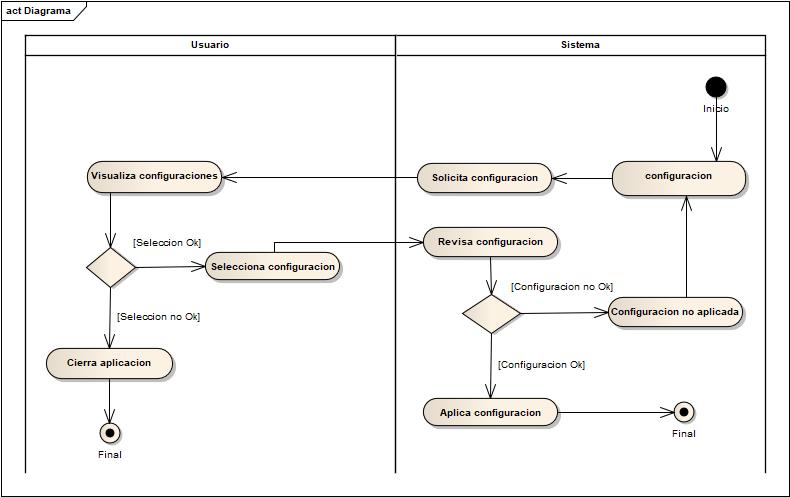 act Diagrama
Usuario
Sistema
Inicio
Visualiza configuraciones
Solicita configuracion
configuracion
[Seleccion Ok]
Revisa configuracion
Selecciona configuracion
[Configuracion no Ok]
[Seleccion no Ok]
Configuracion no aplicada
Cierra aplicacion
[Configuracion Ok]
Aplica configuracion
Final
Final